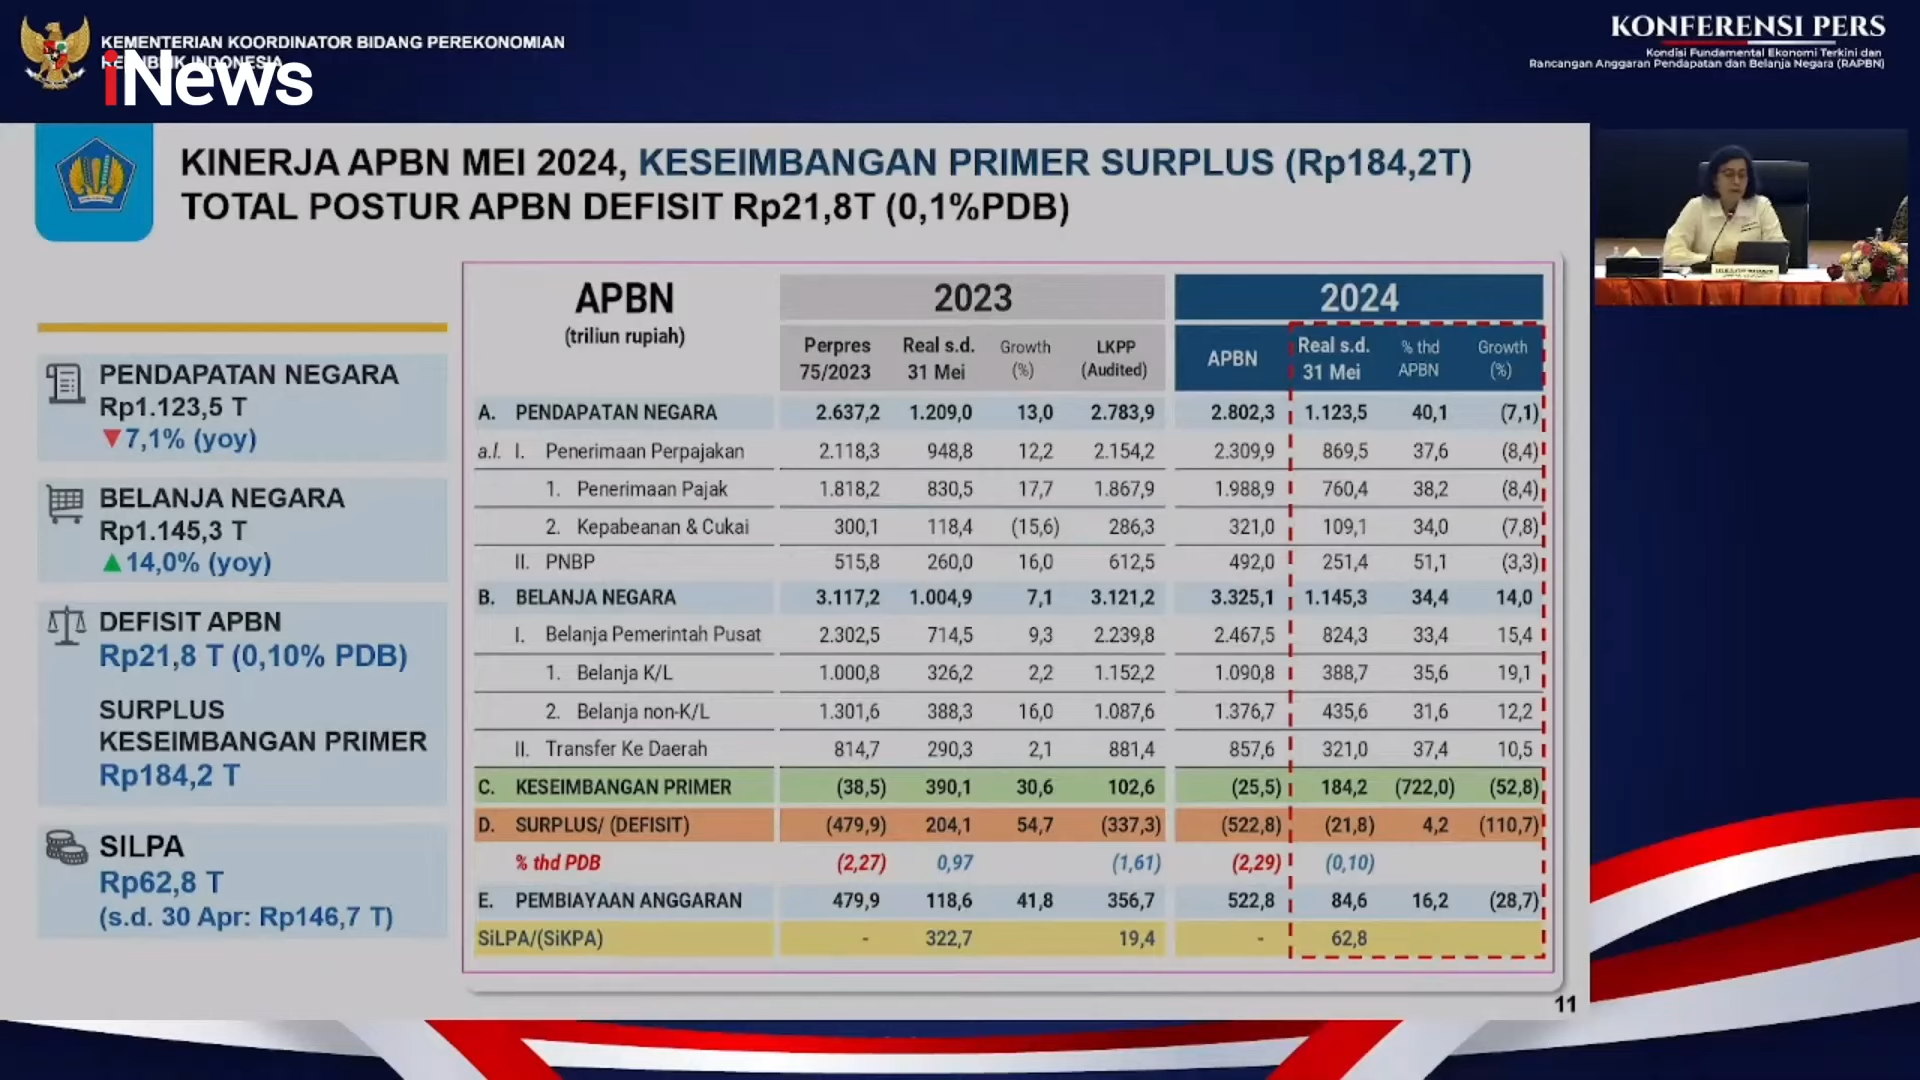 KEMENTERIAN KOORDINATOR BIDANG PEREKONOMIAN
REPUBLIK INDONESIA
iNews
KONFERENSI PERS
Kondisi Fundamental Ekonomi Terkini dan
Rancangan Anggaran Pendapatan dan Belanja Negara (RAPBN)
KINERJA APBN MEI 2024, KESEIMBANGAN PRIMER SURPLUS (Rp184,2T)
TOTAL POSTUR APBN DEFISIT Rp21,8T (0,1%PDB)
PENDAPATAN NEGARA
Rp1.123,5 T
▼7,1% (yoy)
BELANJA NEGARA
Rp1.145,3 T
▲14,0% (yoy)
DEFISIT APBN
Rp21,8 T (0,10% PDB)
SURPLUS
KESEIMBANGAN PRIMER
Rp184,2 T
SILPA
Rp62,8 T
(s.d. 30 Apr: Rp146,7 T)
APBN 2023 2024
(triliun rupiah)
Perpres 75/2023 Real s.d. 31 Mei Growth (%) LKPP (Audited) APBN Real s.d. 31 Mei % thd APBN Growth (%)
A. PENDAPATAN NEGARA 2.637,2 1.209,0 13,0 2.783,9 2.802,3 1.123,5 40,1 (7,1)
a.l. I. Penerimaan Perpajakan 2.118,3 948,8 12,2 2.154,2 2.309,9 869,5 37,6 (8,4)
1. Penerimaan Pajak 1.818,2 830,5 17,7 1.867,9 1.988,9 760,4 38,2 (8,4)
2. Kepabeanan & Cukai 300,1 118,4 (15,6) 286,3 321,0 109,1 34,0 (7,8)
II. PNBP 515,8 260,0 16,0 612,5 492,0 251,4 51,1 (3,3)
B. BELANJA NEGARA 3.117,2 1.004,9 7,1 3.121,2 3.325,1 1.145,3 34,4 14,0
I. Belanja Pemerintah Pusat 2.302,5 714,5 9,3 2.239,8 2.467,5 824,3 33,4 15,4
1. Belanja K/L 1.000,8 326,2 2,2 1.152,2 1.090,8 388,7 35,6 19,1
2. Belanja non-K/L 1.301,6 388,3 16,0 1.087,6 1.376,7 435,6 31,6 12,2
II. Transfer Ke Daerah 814,7 290,3 2,1 881,4 857,6 321,0 37,4 10,5
C. KESEIMBANGAN PRIMER (38,5) 390,1 30,6 102,6 (25,5) 184,2 (722,0) (52,8)
D. SURPLUS/ (DEFISIT) (479,9) 204,1 54,7 (337,3) (522,8) (21,8) 4,2 (110,7)
% thd PDB (2,27) 0,97 (1,61) (2,29) (0,10)
E. PEMBIAYAAN ANGGARAN 479,9 118,6 41,8 356,7 522,8 84,6 16,2 (28,7)
SiLPA/(SiKPA) - 322,7 19,4 - 62,8
11